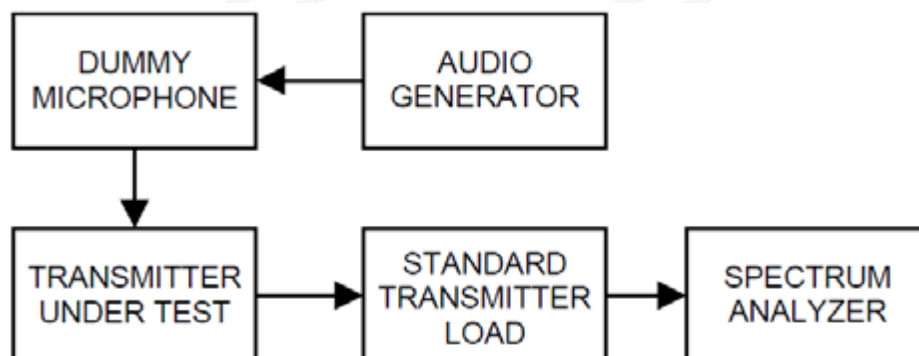 DUMMY
MICROPHONE
AUDIO
GENERATOR
TRANSMITTER
UNDER TEST
STANDARD
TRANSMITTER
LOAD
SPECTRUM
ANALYZER